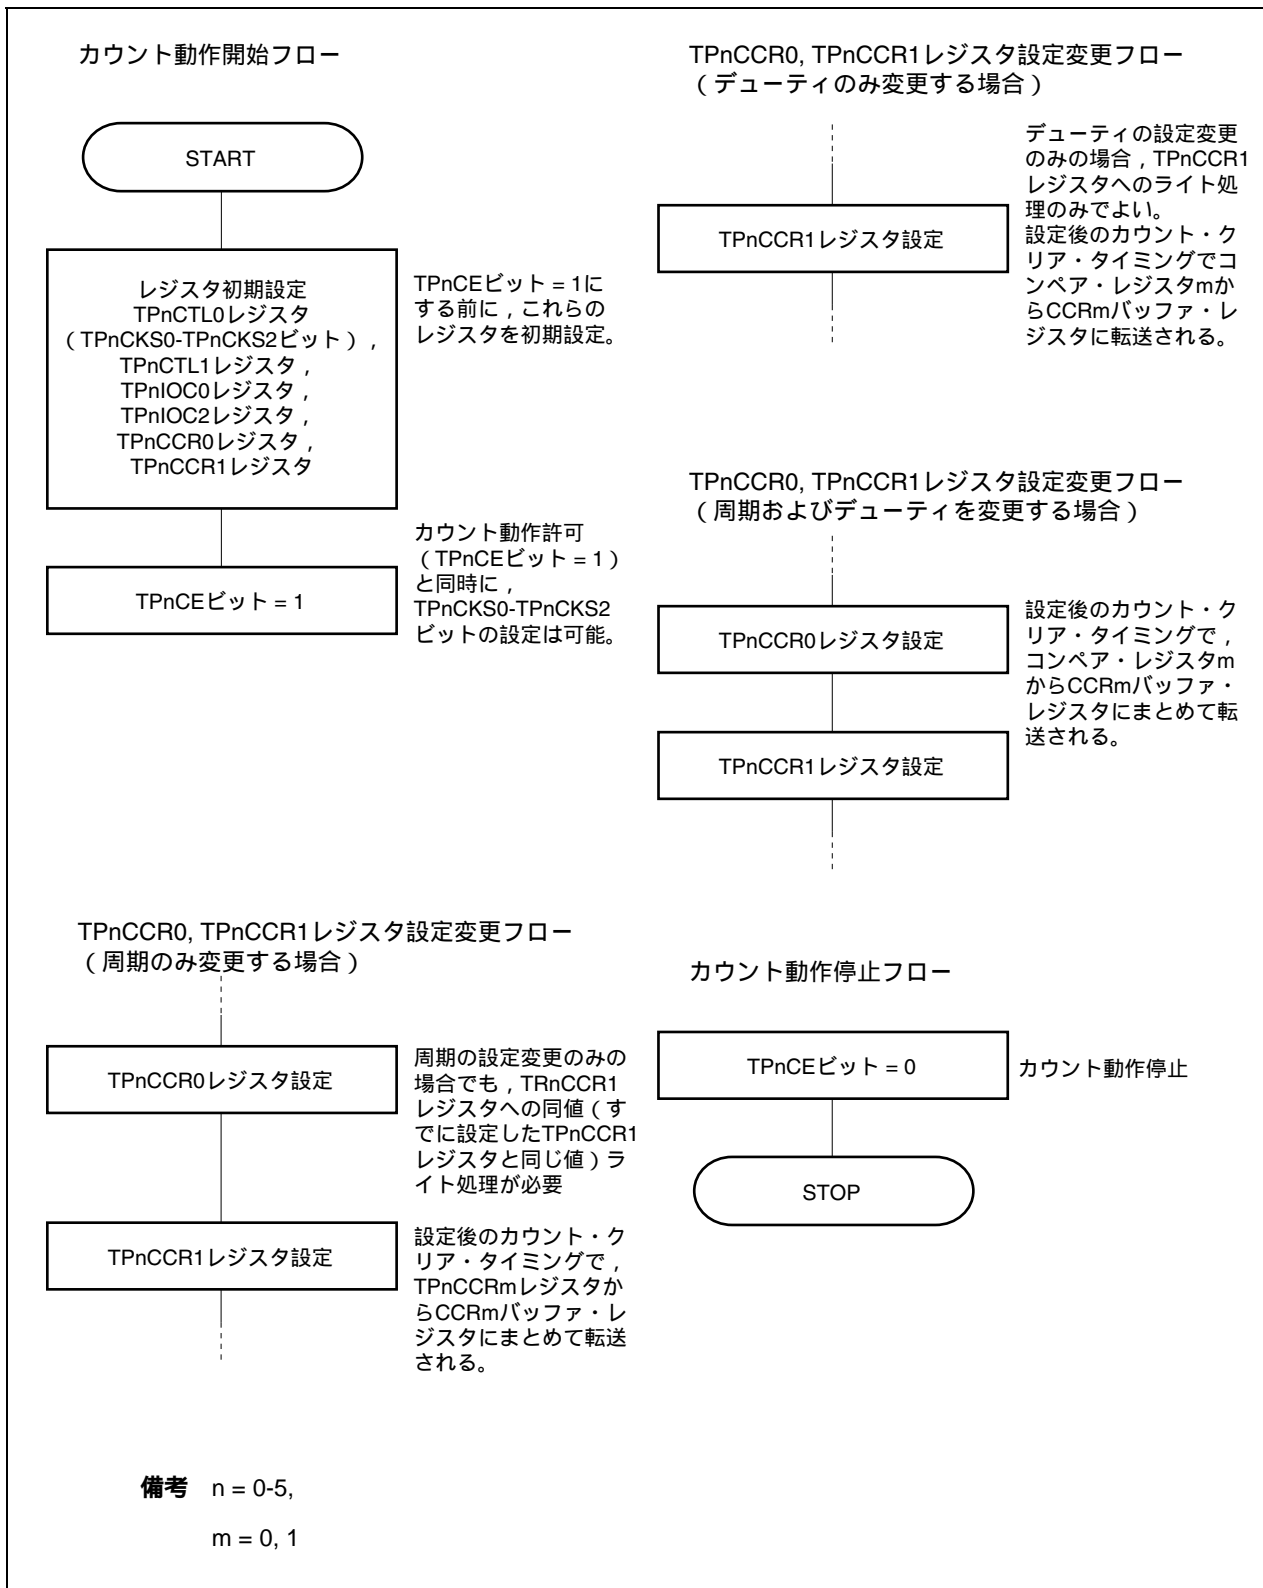 カウント動作開始フロー
START
レジスタ初期設定
TPnCTL0レジスタ
（TPnCKS0-TPnCKS2ビット），
TPnCTL1レジスタ，
TPnIOC0レジスタ，
TPnIOC2レジスタ，
TPnCCR0レジスタ，
TPnCCR1レジスタ
TPnCEビット = 1に
する前に，これらの
レジスタを初期設定。
TPnCEビット = 1
カウント動作許可
（TPnCEビット = 1）
と同時に，
TPnCKS0-TPnCKS2
ビットの設定は可能。
TPnCCR0, TPnCCR1レジスタ設定変更フロー
（周期のみ変更する場合）
TPnCCR0レジスタ設定
周期の設定変更のみの
場合でも，TRnCCR1
レジスタへの同値（す
でに設定したTPnCCR1
レジスタと同じ値）ラ
イト処理が必要
TPnCCR1レジスタ設定
設定後のカウント・ク
リア・タイミングで，
TPnCCRmレジスタか
らCCRmバッファ・レ
ジスタにまとめて転送
される。
TPnCCR0, TPnCCR1レジスタ設定変更フロー
（デューティのみ変更する場合）
TPnCCR1レジスタ設定
デューティの設定変更
のみの場合，TPnCCR1
レジスタへのライト処
理のみでよい。
設定後のカウント・ク
リア・タイミングでコ
ンペア・レジスタmか
らCCRmバッファ・レ
ジスタに転送される。
TPnCCR0, TPnCCR1レジスタ設定変更フロー
（周期およびデューティを変更する場合）
TPnCCR0レジスタ設定
設定後のカウント・ク
リア・タイミングで，
コンペア・レジスタm
からCCRmバッファ・
レジスタにまとめて転
送される。
TPnCCR1レジスタ設定
カウント動作停止フロー
TPnCEビット = 0
カウント動作停止
STOP
備考 n = 0-5,
m = 0, 1